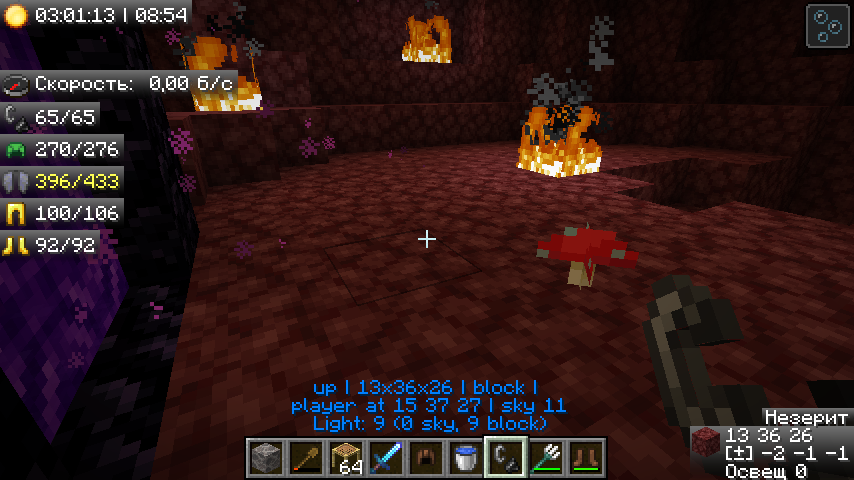 03:01:13 | 08:54
Скорость: 0,00 б/с
65/65
270/276
396/433
100/106
92/92
up | 13x36x26 | block |
player at 15 37 27 | sky 11
Light: 9 (0 sky, 9 block)
64
Незерит
13 36 26
[±] -2 -1 -1
Освещ 0